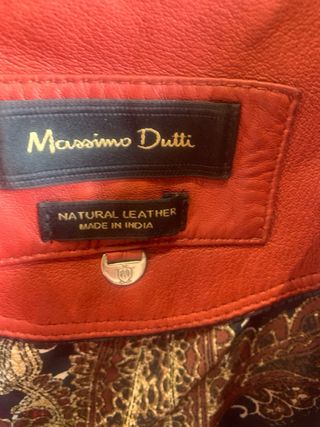 Massimo Dutti
NATURAL LEATHER
MADE IN INDIA